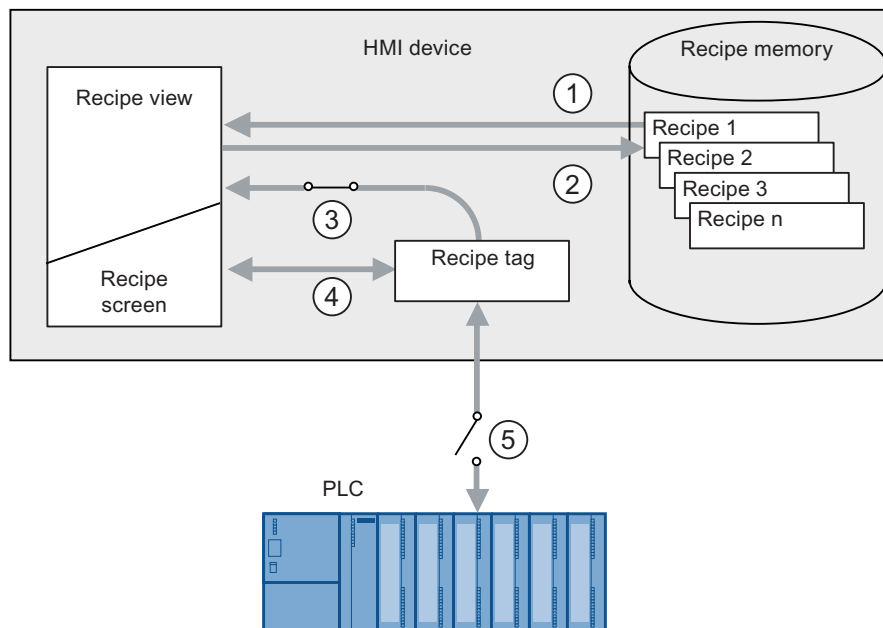 HMI device
Recipe memory
Recipe view
1
Recipe 1
Recipe 2
2
Recipe 3
3
Recipe n
Recipe tag
Recipe
screen
4
5
PLC